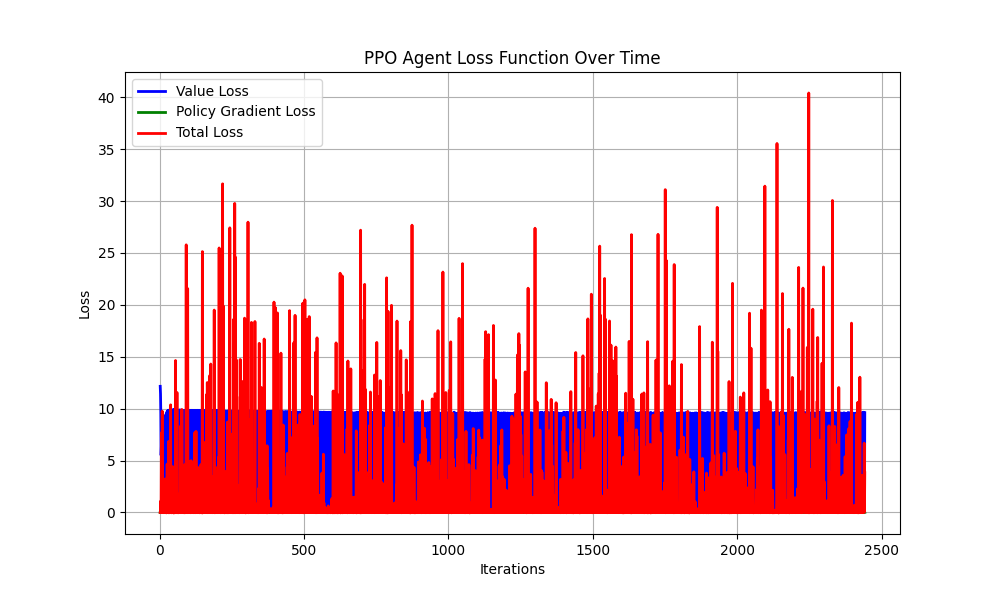 PPO Agent Loss Function Over Time
Value Loss
Policy Gradient Loss
Total Loss
Loss
40
35
30
25
20
15
10
5
0
0 500 1000 1500 2000 2500
Iterations